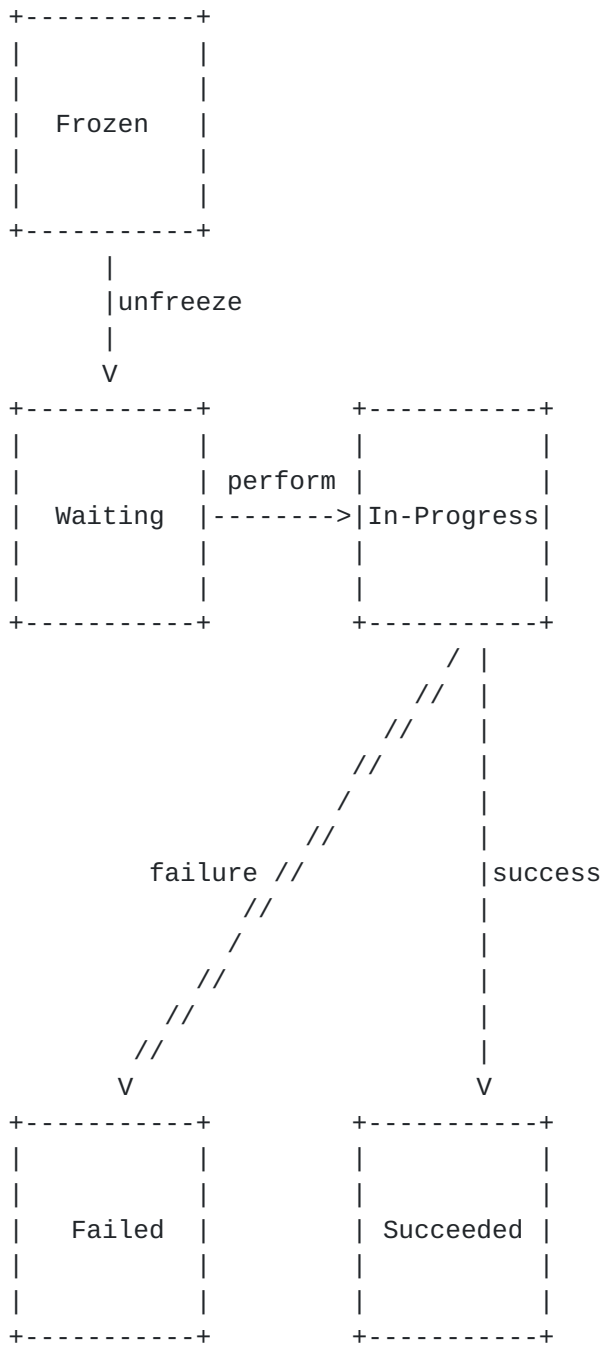 Frozen
unfreeze
perform
Waiting
In-Progress
failure
success
Failed
Succeeded